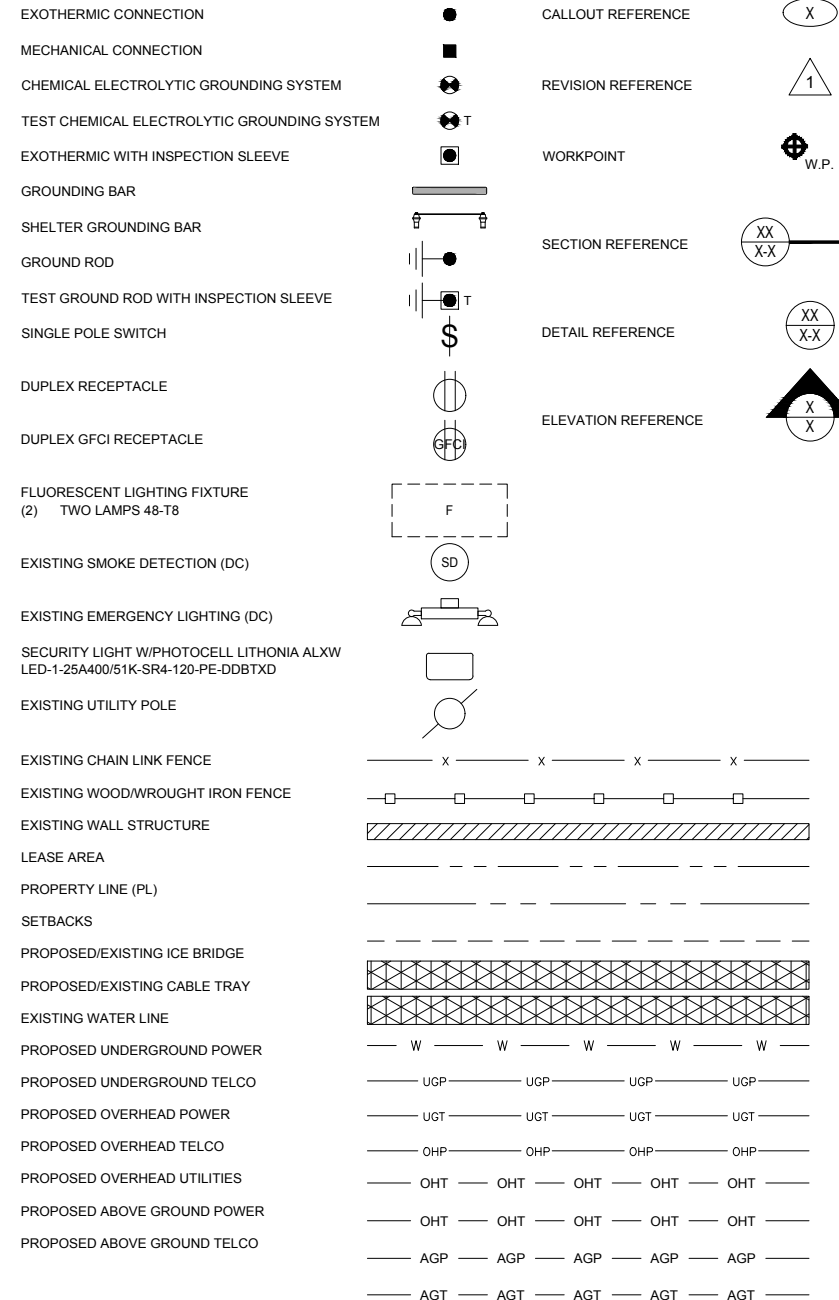 EXOTHERMIC CONNECTION
MECHANICAL CONNECTION
CHEMICAL ELECTROLYTIC GROUNDING SYSTEM
TEST CHEMICAL ELECTROLYTIC GROUNDING SYSTEM T
EXOTHERMIC WITH INSPECTION SLEEVE
GROUNDING BAR
SHELTER GROUNDING BAR
GROUND ROD
TEST GROUND ROD WITH INSPECTION SLEEVE T
SINGLE POLE SWITCH $
DUPLEX RECEPTACLE
DUPLEX GFCI RECEPTACLE GFCI
FLUORESCENT LIGHTING FIXTURE
(2) TWO LAMPS 48-T8
F
EXISTING SMOKE DETECTION (DC) SD
EXISTING EMERGENCY LIGHTING (DC)
SECURITY LIGHT W/PHOTOCELL LITHONIA ALXW
LED-1-25A400/51K-SR4-120-PE-DDBTXD
EXISTING UTILITY POLE
EXISTING CHAIN LINK FENCE X X X X
EXISTING WOOD/WROUGHT IRON FENCE
EXISTING WALL STRUCTURE
LEASE AREA
PROPERTY LINE (PL)
SETBACKS
PROPOSED/EXISTING ICE BRIDGE
PROPOSED/EXISTING CABLE TRAY
EXISTING WATER LINE
PROPOSED UNDERGROUND POWER W W W W W
PROPOSED UNDERGROUND TELCO UGP UGP UGP UGP
PROPOSED OVERHEAD POWER UGT UGT UGT UGT
PROPOSED OVERHEAD TELCO OHP OHP OHP OHP
PROPOSED OVERHEAD UTILITIES OHT OHT OHT OHT OHT
PROPOSED ABOVE GROUND POWER OHT OHT OHT OHT OHT
PROPOSED ABOVE GROUND TELCO AGP AGP AGP AGP AGP
AGT AGT AGT AGT AGT
CALLOUT REFERENCE X
REVISION REFERENCE 1
WORKPOINT W.P.
SECTION REFERENCE
XX
X-X
DETAIL REFERENCE
XX
X-X
ELEVATION REFERENCE
X
X